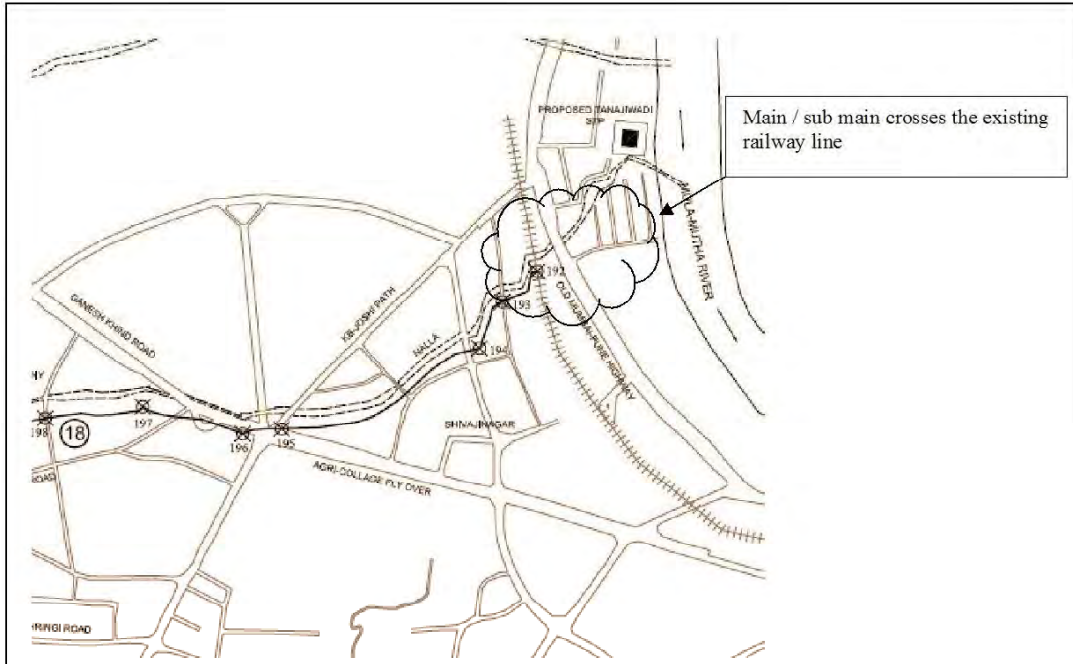 PROPOSED TANAJIWADI
STP
Main / sub main crosses the existing
railway line
MULA-MUTHA RIVER
192
OLD MUMBAI-PUNE HIGHWAY
193
GANESH KHIND ROAD
KB-JOSHI PATH
NALLA
194
197
198
18
196
195
SHIVAJINAGAR
AGRI-COLLAGE FLY OVER
ROAD
HRINGI ROAD